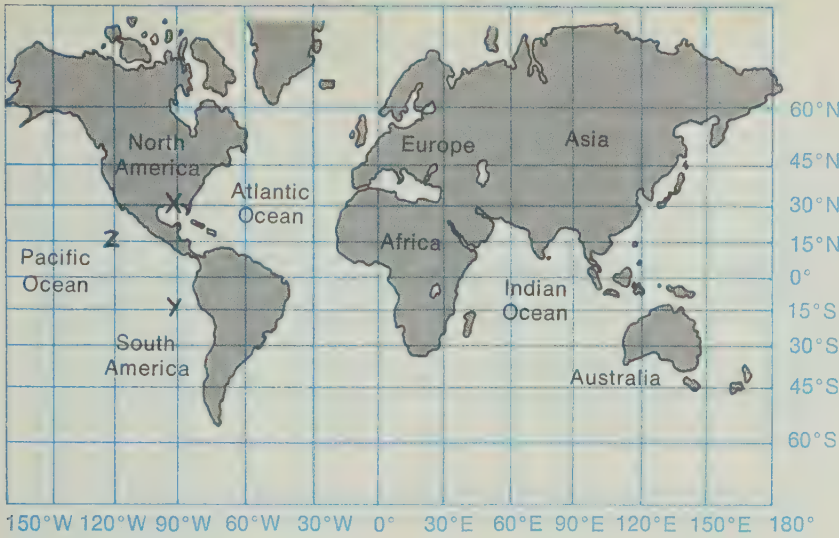 60°N
North
America
Europe
Asia
45°N
X
Atlantic
Ocean
30°N
Z
Africa
15°N
Pacific
Ocean
0°
Indian
Ocean
Y
15°S
South
America
30°S
Australia
45°S
60°S
150°W 120°W 90°W 60°W 30°W 0° 30°E 60°E 90°E 120°E 150°E 180°